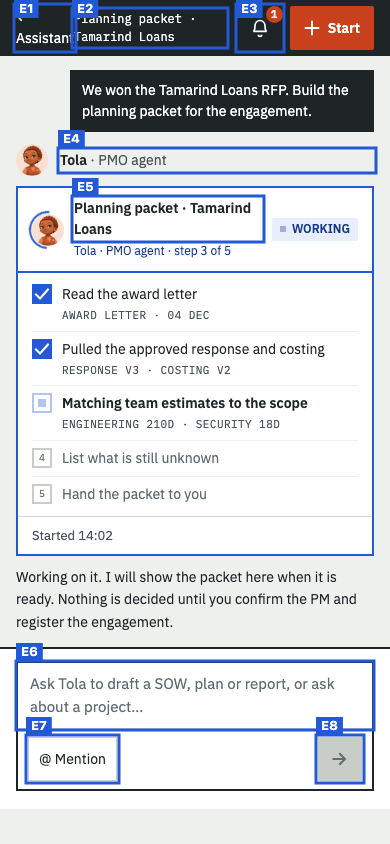 E1 E2 E3
Assistant
Planning packet ·
Tamarind Loans
1
Start
We won the Tamarind Loans RFP. Build the
planning packet for the engagement.
E4
Tola · PMO agent
E5
Planning packet · Tamarind
Loans
WORKING
Tola · PMO agent · step 3 of 5
Read the award letter
AWARD LETTER · 04 DEC
Pulled the approved response and costing
RESPONSE V3 · COSTING V2
Matching team estimates to the scope
ENGINEERING 210D · SECURITY 18D
4 List what is still unknown
5 Hand the packet to you
Started 14:02
Working on it. I will show the packet here when it is
ready. Nothing is decided until you confirm the PM and
register the engagement.
E6
Ask Tola to draft a SOW, plan or report, or ask
about a project...
E7 E8
@ Mention